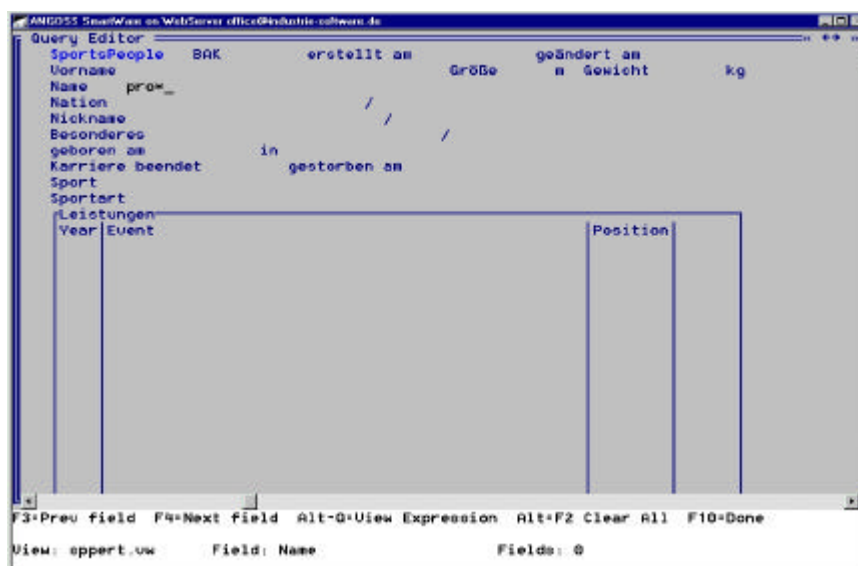 ANGOSS SmartWare on WebServer office@industrie-software.de
Query Editor
SportsPeople BAK erstellt am geändert am
Vorname Größe m Gewicht kg
Name pro*_
Nation /
Nickname /
Besonderes /
geboren am in
Karriere beendet gestorben am
Sport
Sportart
Leistungen
Year Event Position
F3=Prev field F4=Next field Alt-Q=View Expression Alt=F2 Clear All F10=Done
View: sppert.vw Field: Name Fields: 0